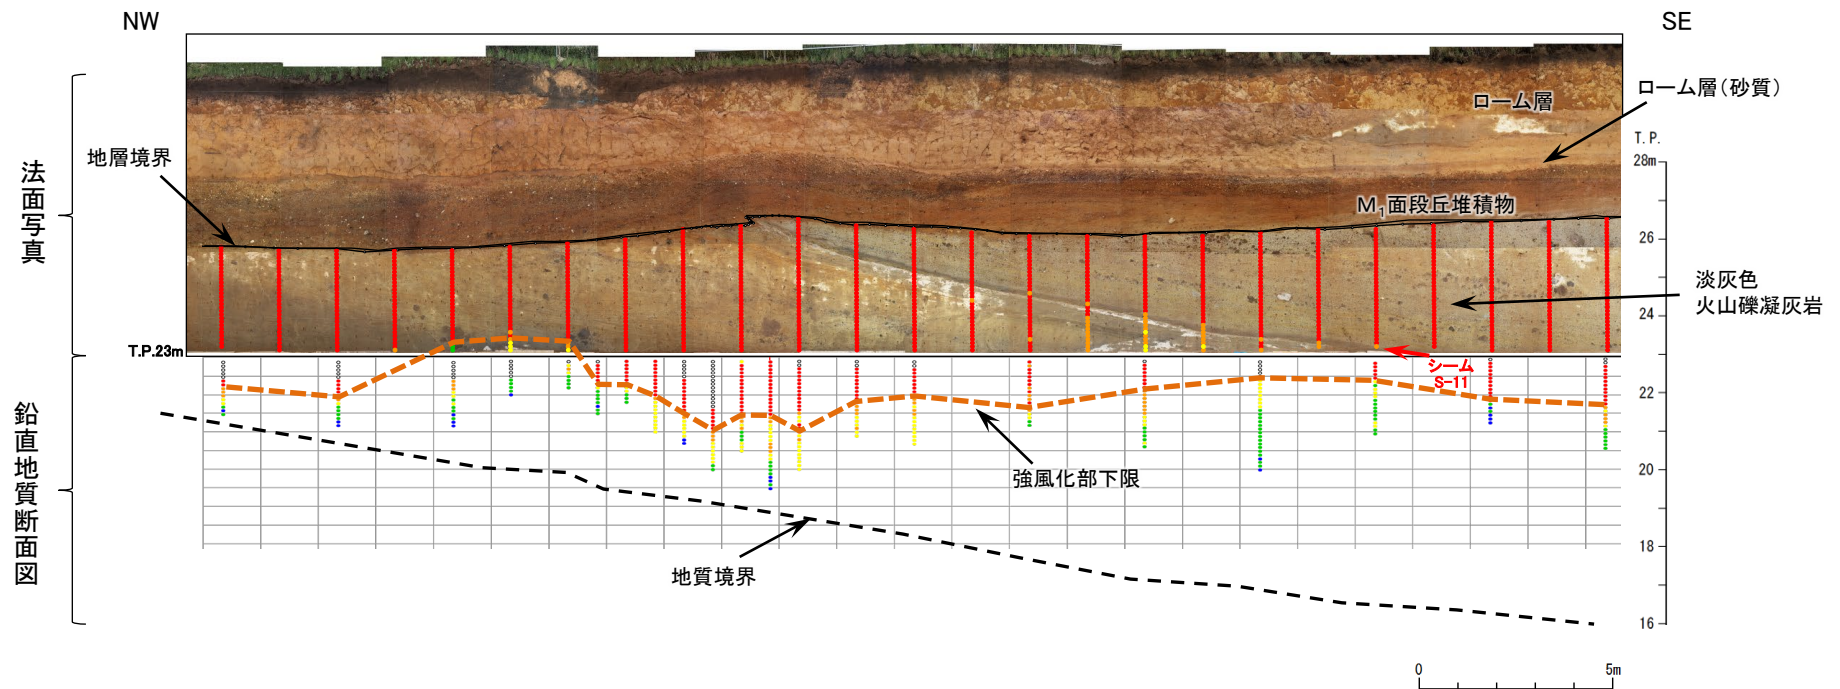 NW
SE
ローム層
ローム層(砂質)
T.P.
28m
地層境界
法面写真
M₁面段丘堆積物
26
淡灰色
火山礫凝灰岩
24
T.P.23m
シーム
S-11
22
鉛直地質断面図
強風化部下限
20
18
地質境界
16
0
5m